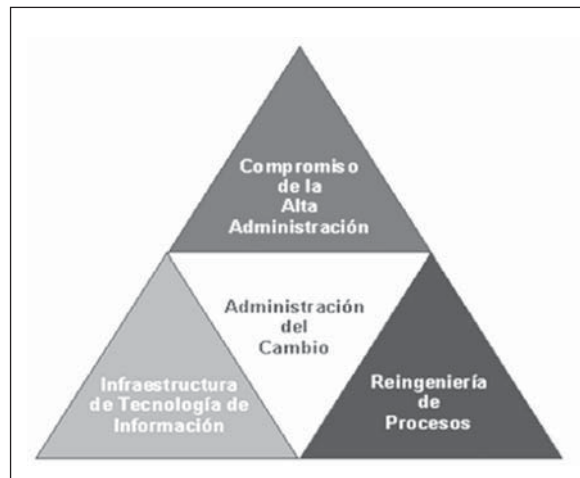 Compromiso
de la
Alta
Administración
Administración
del
Cambio
Infraestructura
de Tecnología de
Información
Reingeniería
de
Procesos